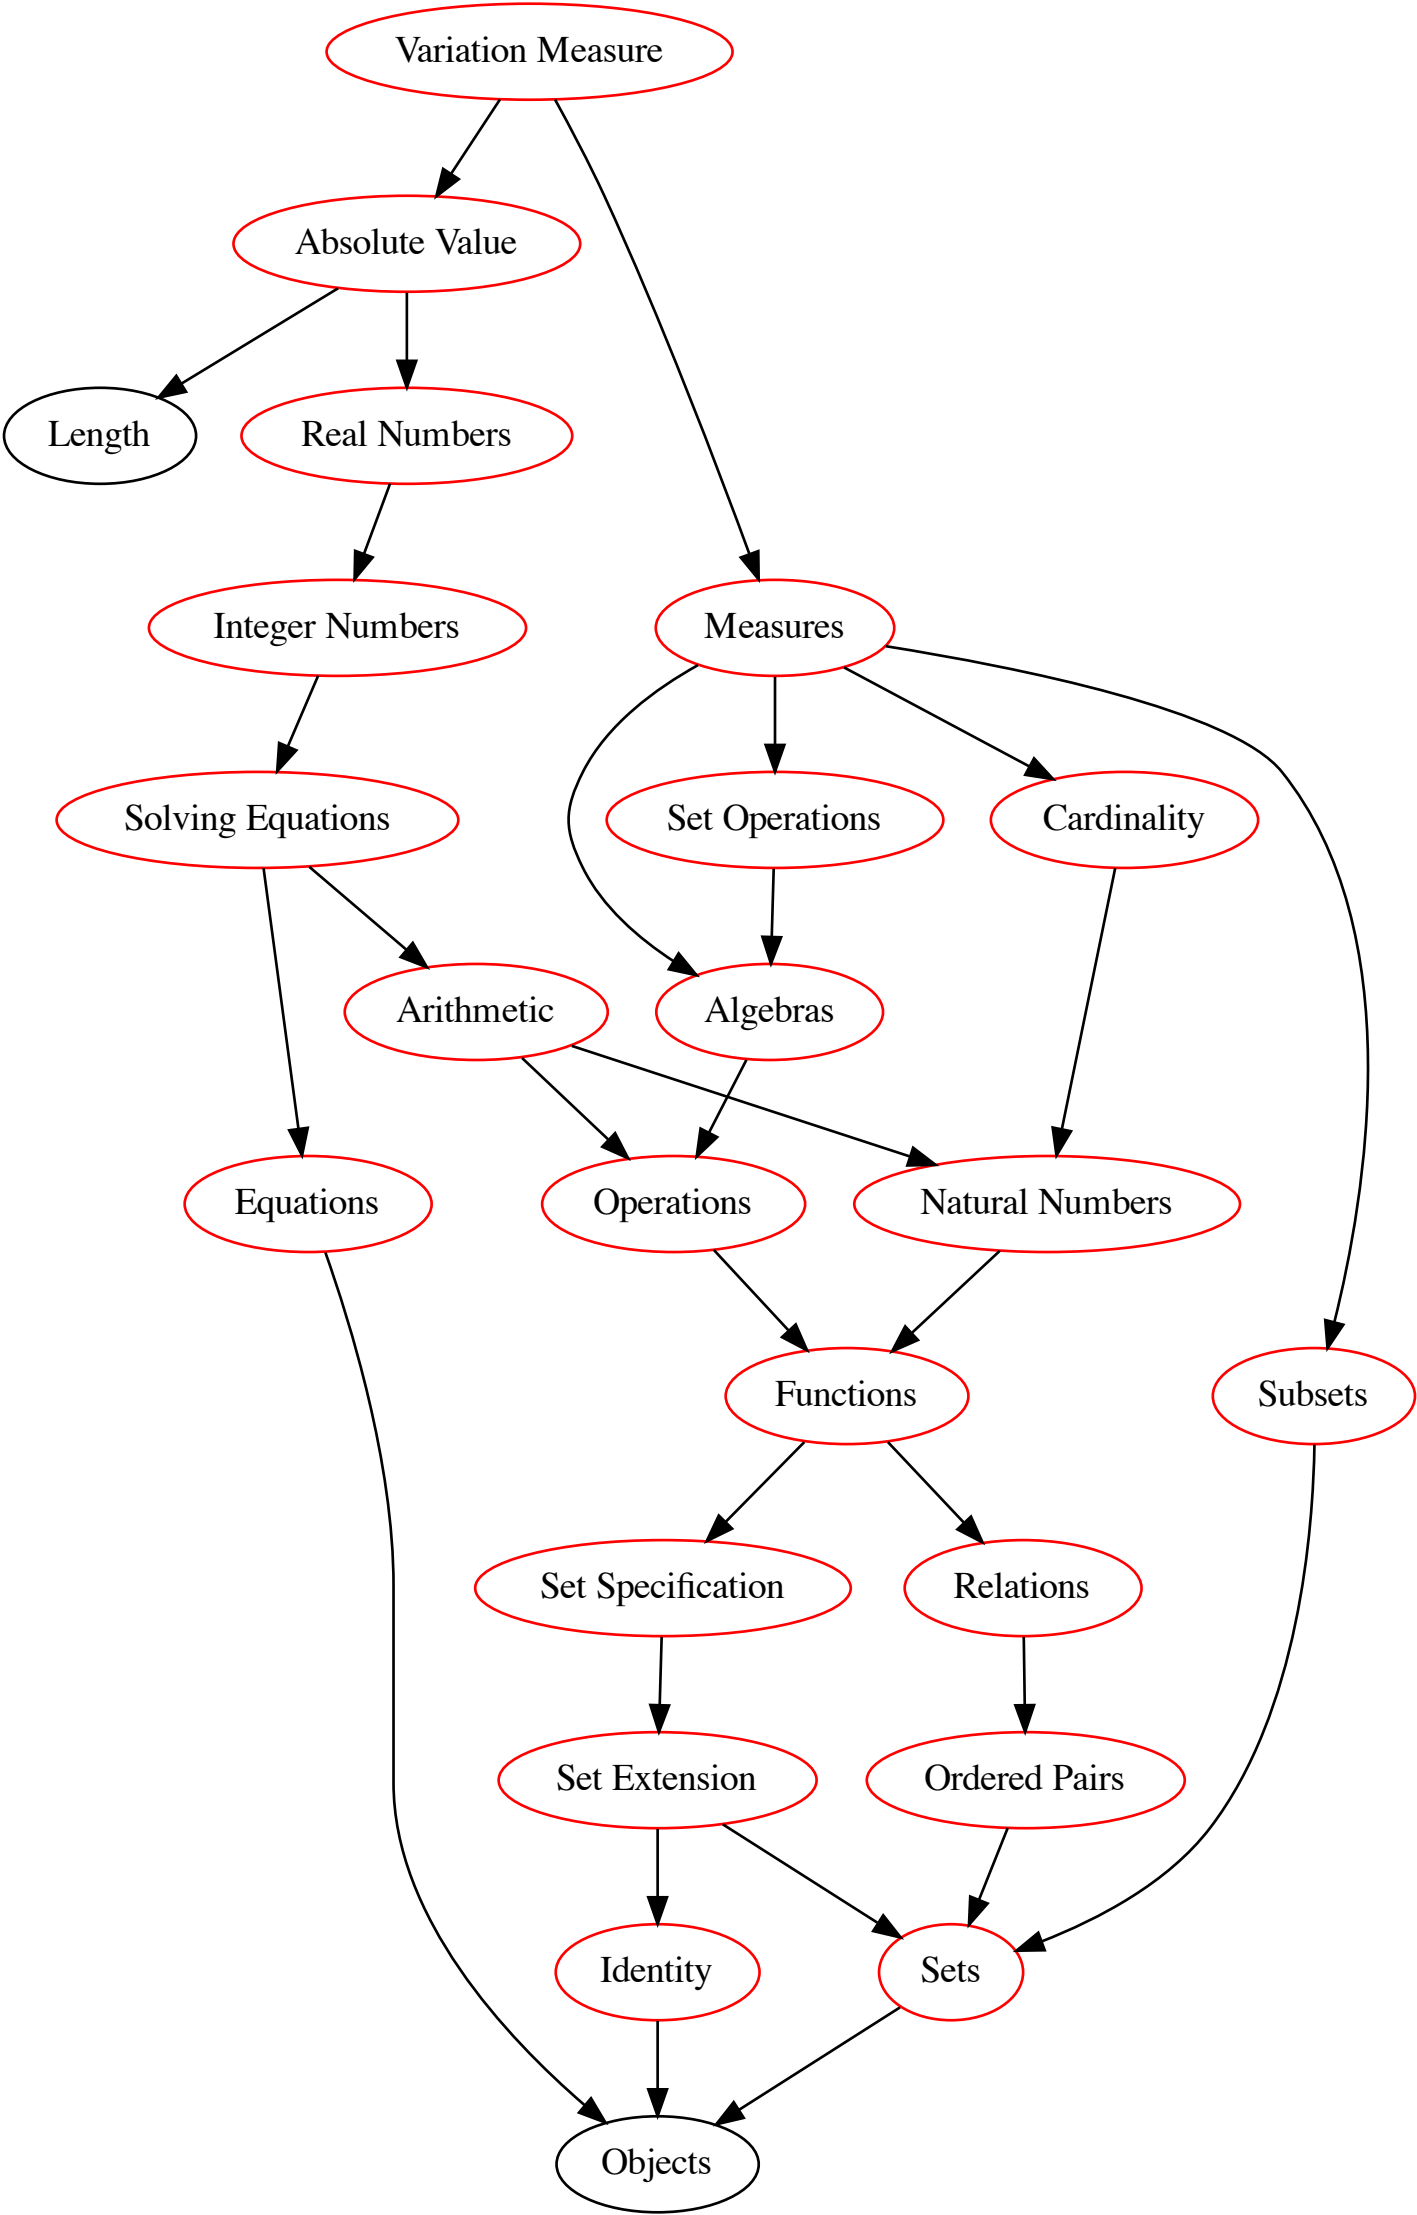 Variation Measure
Absolute Value
Length
Real Numbers
Integer Numbers
Measures
Solving Equations
Set Operations
Cardinality
Arithmetic
Algebras
Equations
Operations
Natural Numbers
Functions
Subsets
Set Specification
Relations
Set Extension
Ordered Pairs
Identity
Sets
Objects